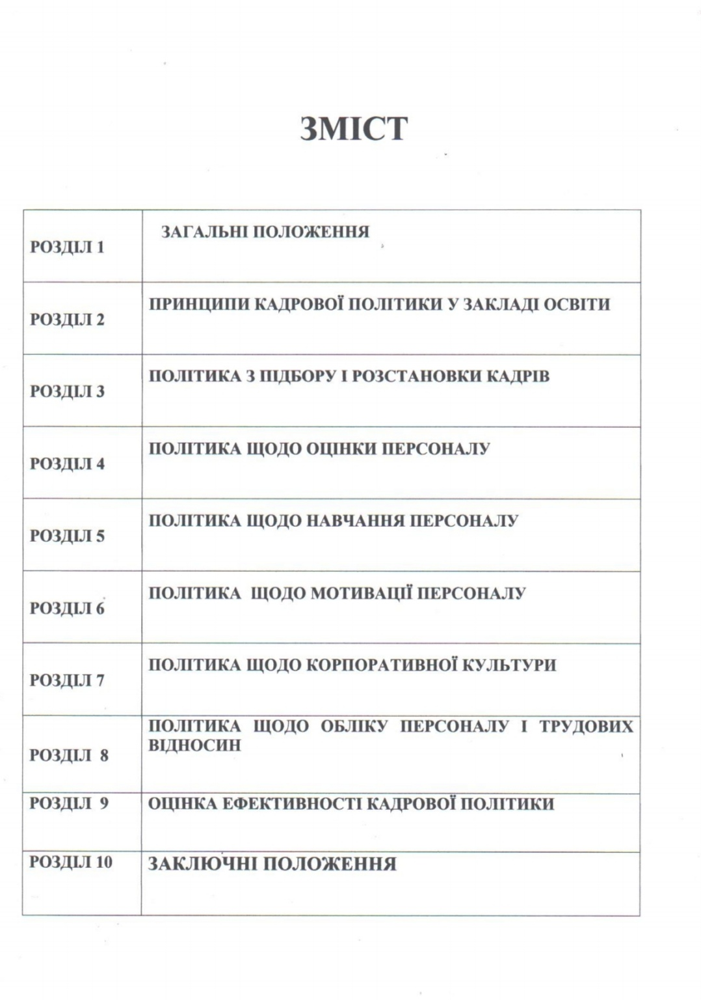 ЗМІСТ
РОЗДІЛ 1
ЗАГАЛЬНІ ПОЛОЖЕННЯ
РОЗДІЛ 2
ПРИНЦИПИ КАДРОВОЇ ПОЛІТИКИ У ЗАКЛАДІ ОСВІТИ
РОЗДІЛ 3
ПОЛІТИКА З ПІДБОРУ І РОЗСТАНОВКИ КАДРІВ
РОЗДІЛ 4
ПОЛІТИКА ЩОДО ОЦІНКИ ПЕРСОНАЛУ
РОЗДІЛ 5
ПОЛІТИКА ЩОДО НАВЧАННЯ ПЕРСОНАЛУ
РОЗДІЛ 6
ПОЛІТИКА ЩОДО МОТИВАЦІЇ ПЕРСОНАЛУ
РОЗДІЛ 7
ПОЛІТИКА ЩОДО КОРПОРАТИВНОЇ КУЛЬТУРИ
РОЗДІЛ 8
ПОЛІТИКА ЩОДО ОБЛІКУ ПЕРСОНАЛУ І ТРУДОВИХ
ВІДНОСИН
РОЗДІЛ 9
ОЦІНКА ЕФЕКТИВНОСТІ КАДРОВОЇ ПОЛІТИКИ
РОЗДІЛ 10
ЗАКЛЮЧНІ ПОЛОЖЕННЯ